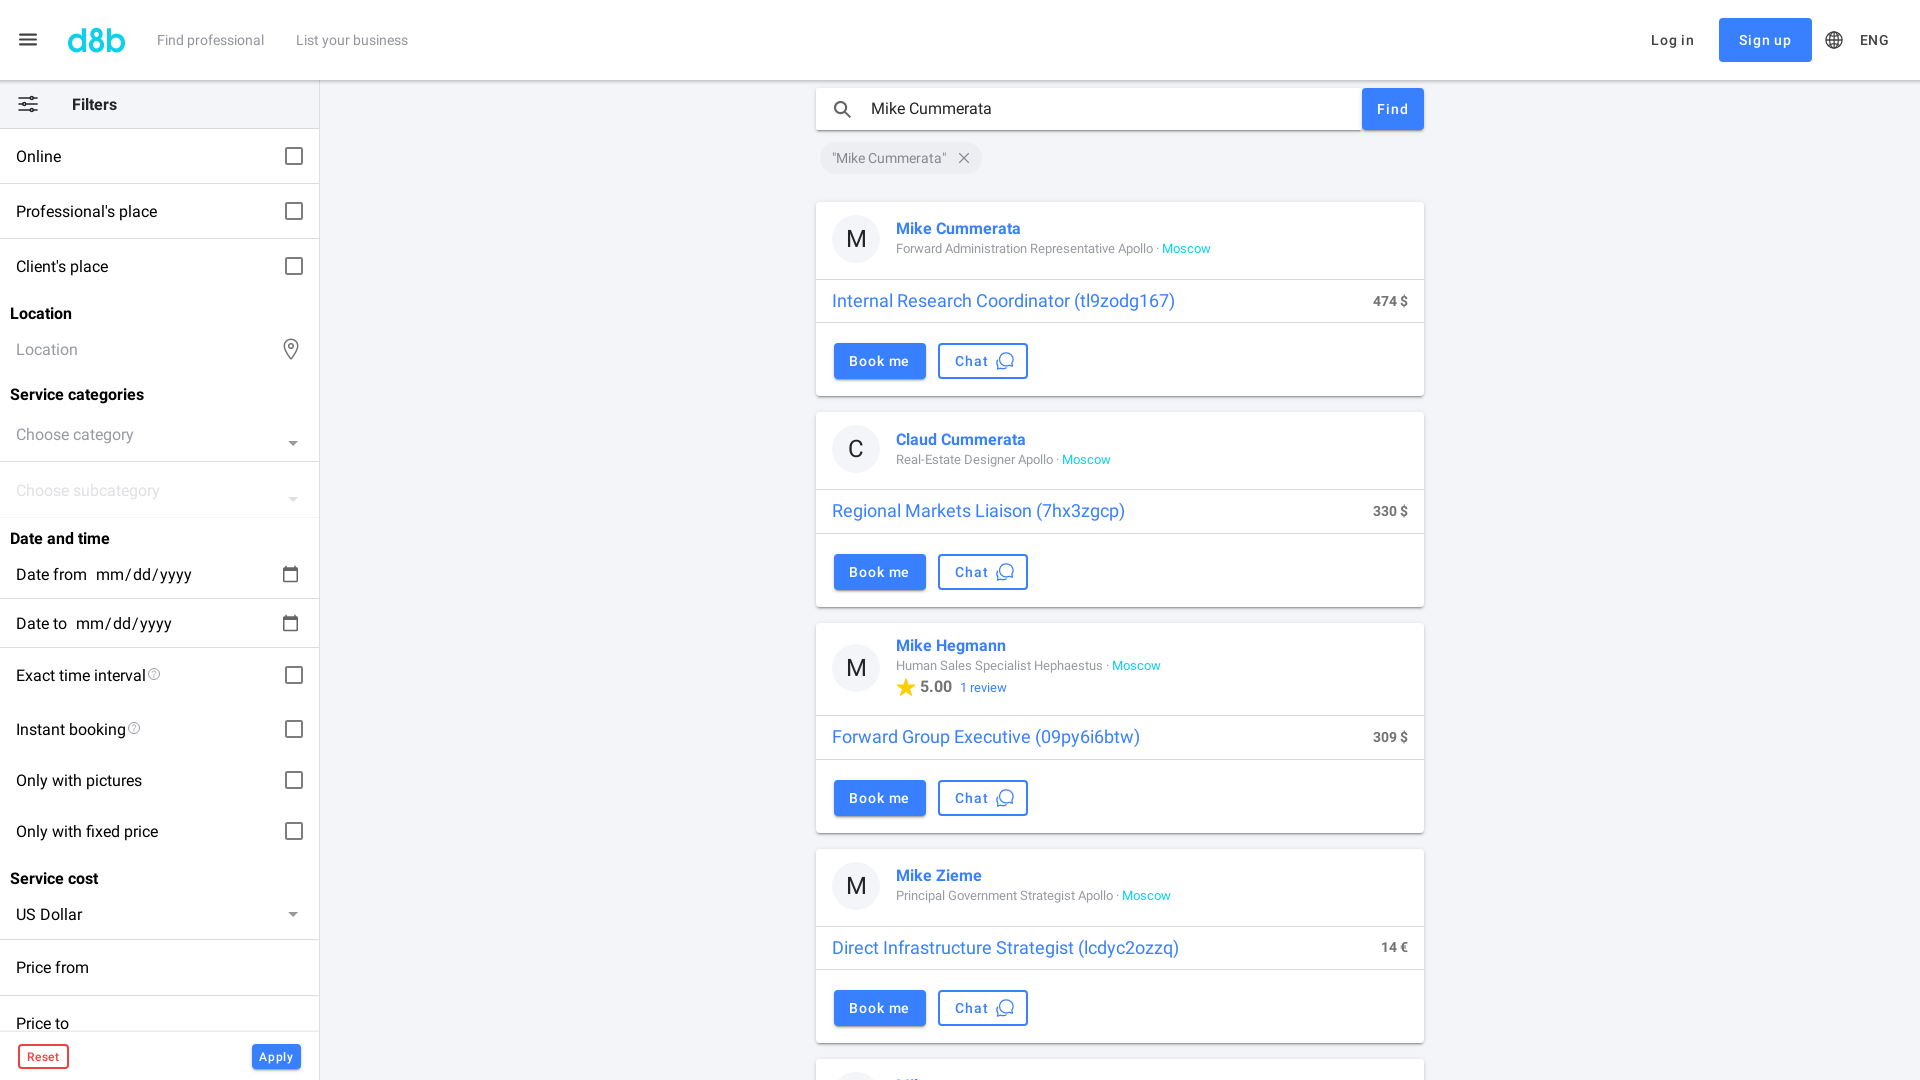 d8b
Find professional
List your business
Log in
Sign up
ENG
Filters
Online
Professional's place
Client's place
Location
Location
Service categories
Choose category
Choose subcategory
Date and time
Date from mm/dd/yyyy
Date to mm/dd/yyyy
Exact time interval
Instant booking
Only with pictures
Only with fixed price
Service cost
US Dollar
Price from
Price to
Reset
Apply
Mike Cummerata
Find
"Mike Cummerata"
M
Mike Cummerata
Forward Administration Representative Apollo · Moscow
Internal Research Coordinator (tl9zodg167)
474 $
Book me
Chat
C
Claud Cummerata
Real-Estate Designer Apollo · Moscow
Regional Markets Liaison (7hx3zgcp)
330 $
Book me
Chat
M
Mike Hegmann
Human Sales Specialist Hephaestus · Moscow
5.00 1 review
Forward Group Executive (09py6i6btw)
309 $
Book me
Chat
M
Mike Zieme
Principal Government Strategist Apollo · Moscow
Direct Infrastructure Strategist (lcdyc2ozzq)
14 €
Book me
Chat